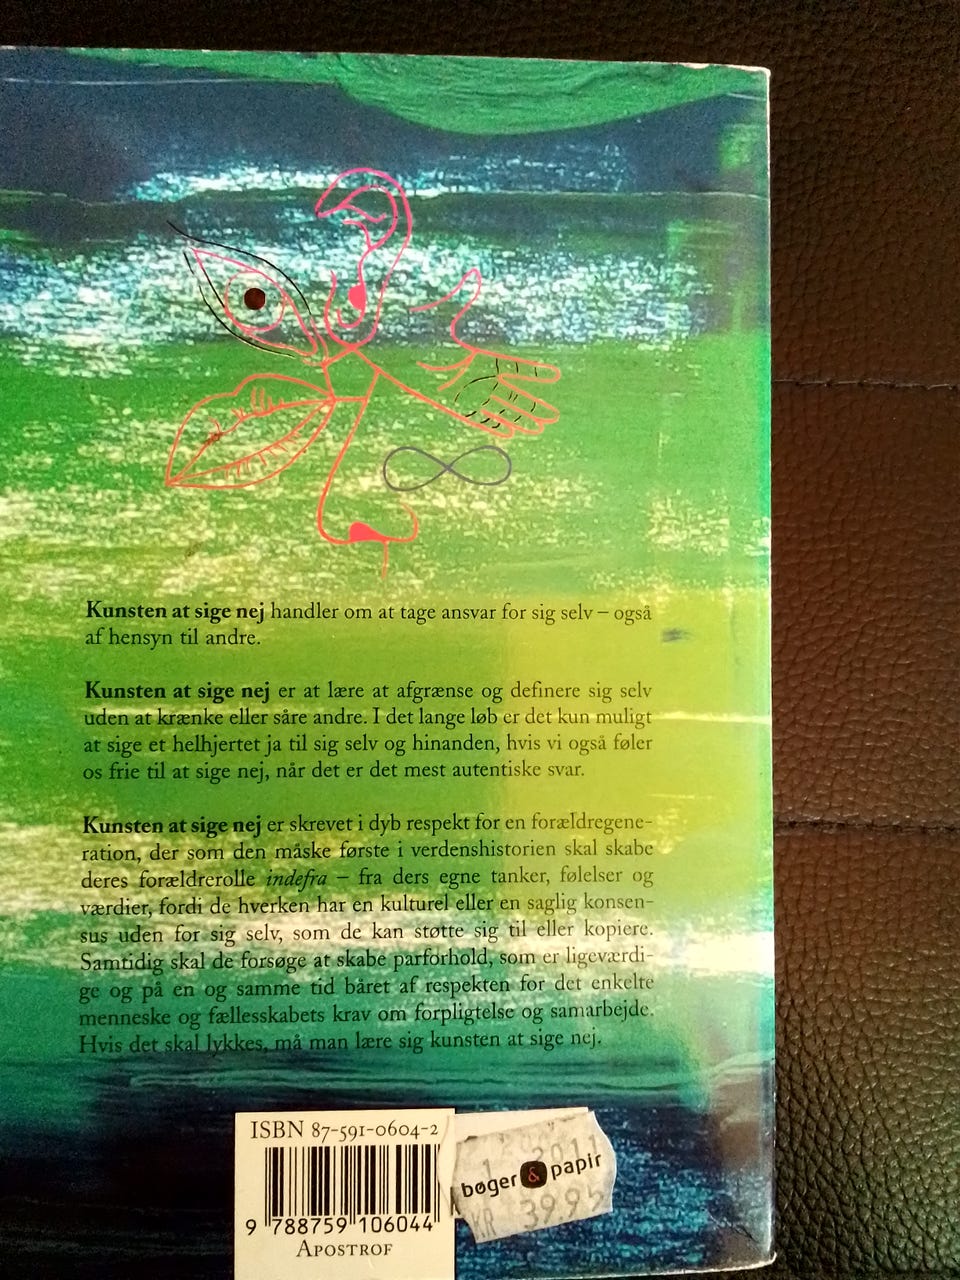 Kunsten at sige nej handler om at tage ansvar for sig selv – også
af hensyn til andre.
Kunsten at sige nej er at lære at afgrænse og definere sig selv
uden at krænke eller såre andre. I det lange løb er det kun muligt
at sige et helhjertet ja til sig selv og hinanden, hvis vi også føler
os frie til at sige nej, når det er det mest autentiske svar.
Kunsten at sige nej er skrevet i dyb respekt for en forældregene-
ration, der som den måske første i verdenshistorien skal skabe
deres forældrerolle indefra – fra ders egne tanker, følelser og
værdier, fordi de hverken har en kulturel eller en saglig konsen-
sus uden for sig selv, som de kan støtte sig til eller kopiere.
Samtidig skal de forsøge at skabe parforhold, som er ligeværdi-
ge og på en og samme tid båret af respekten for det enkelte
menneske og fællesskabets krav om forpligtelse og samarbejde.
Hvis det skal lykkes, må man lære sig kunsten at sige nej.
ISBN 87-591-0604-2
9 788759 106044
APOSTROF
2011
bøger & papir
KR 39.95